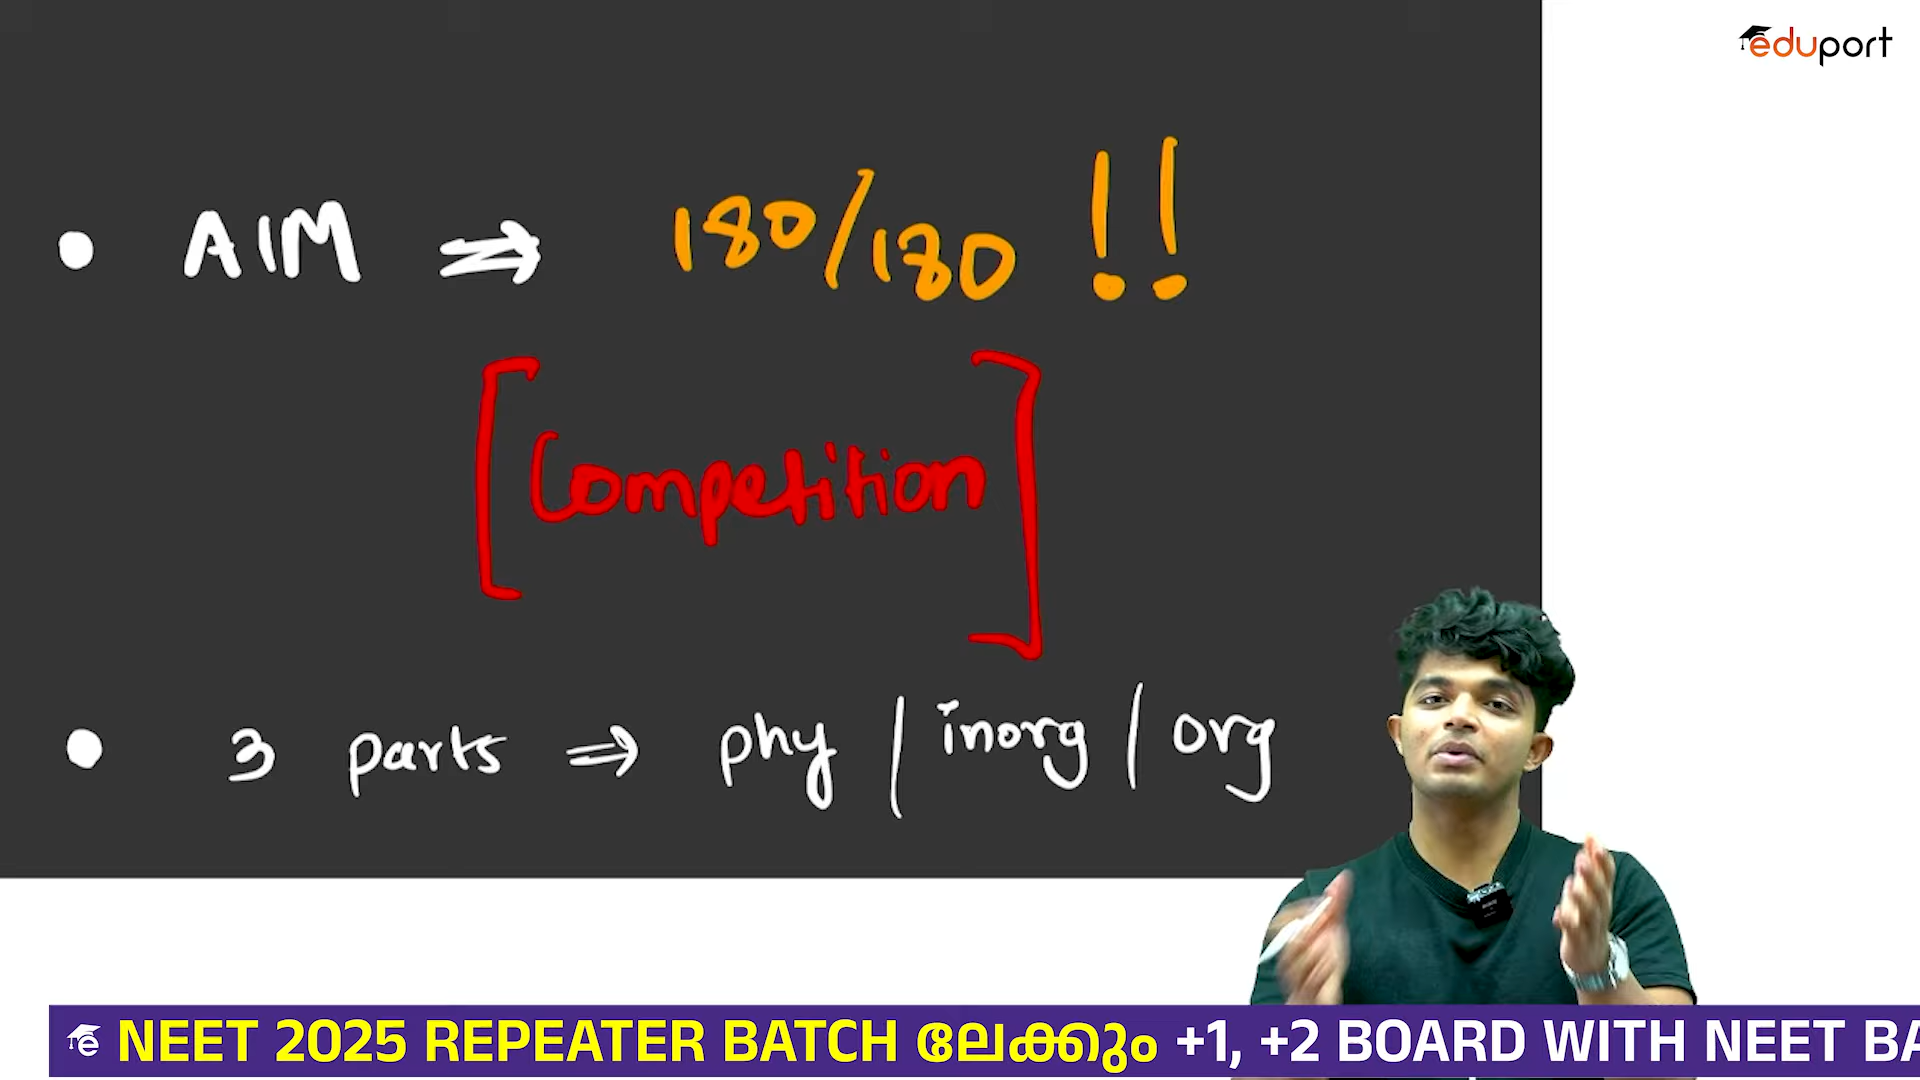 eduport
• AIM ⇒ 180/180 !!
[Competition]
• 3 parts ⇒ phy / inorg / org
NEET 2025 REPEATER BATCH ലേക്കും +1, +2 BOARD WITH NEET BA